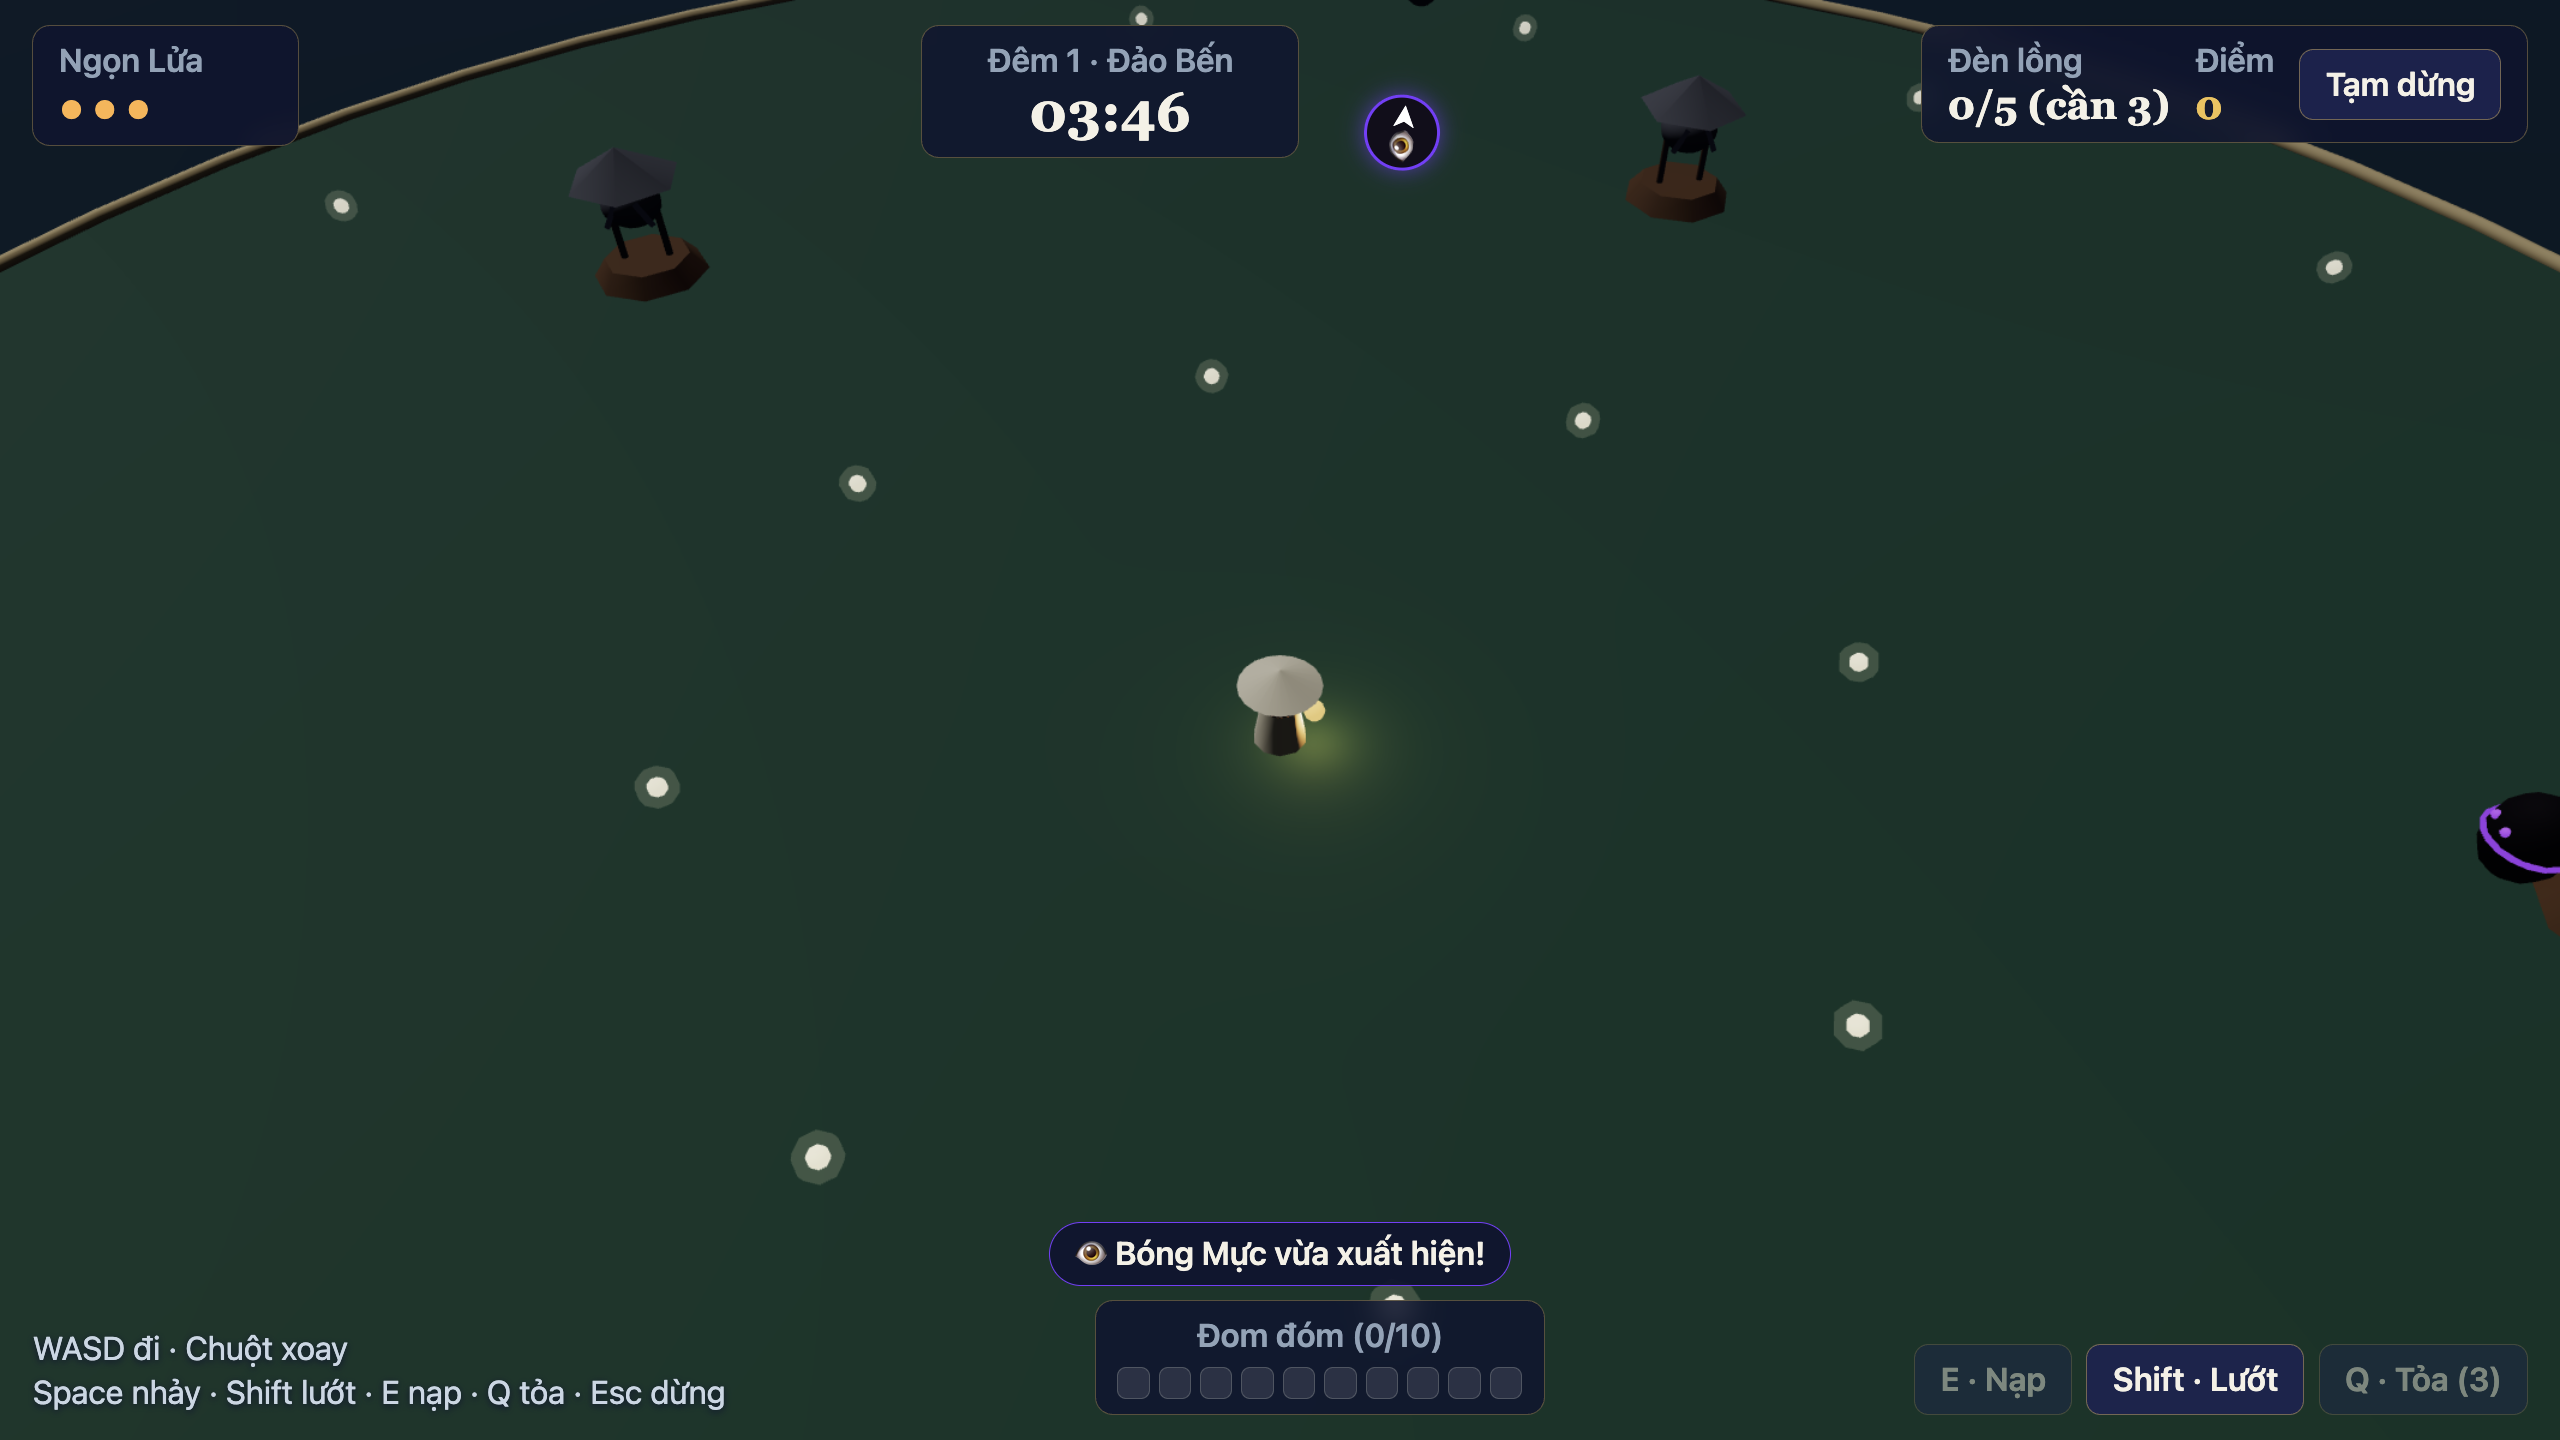 Ngọn Lửa
Đêm 1 · Đảo Bến
03:46
Đèn lồng
0/5 (cần 3)
Điểm
0
Tạm dừng
Bóng Mực vừa xuất hiện!
Đom đóm (0/10)
WASD đi · Chuột xoay
Space nhảy · Shift lướt · E nạp · Q tỏa · Esc dừng
E · Nạp
Shift · Lướt
Q · Tỏa (3)